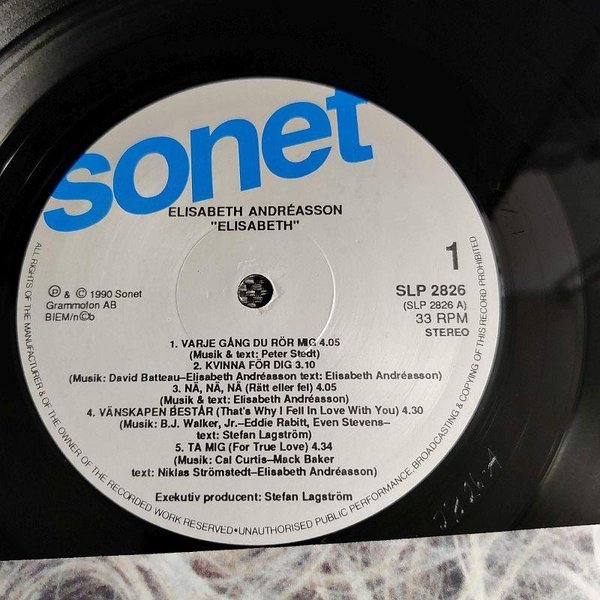 sonet
ELISABETH ANDRÉASSON
"ELISABETH"
1
℗ & © 1990 Sonet
Grammofon AB
BIEM/n©b
SLP 2826
(SLP 2826 A)
33 RPM
STEREO
1. VARJE GÅNG DU RÖR MIG 4.05
(Musik & text: Peter Stedt)
2. KVINNA FÖR DIG 3.10
(Musik: David Batteau–Elisabeth Andréasson text: Elisabeth Andréasson)
3. NÄ, NÄ, NÄ (Rätt eller fel) 4.05
(Musik & text: Elisabeth Andréasson)
4. VÄNSKAPEN BESTÅR (That's Why I Fell In Love With You) 4.30
(Musik: B.J. Walker, Jr.–Eddie Rabitt, Even Stevens–
text: Stefan Lagström)
5. TA MIG (For True Love) 4.34
(Musik: Cal Curtis–Mack Baker
text: Niklas Strömstedt–Elisabeth Andréasson)
Exekutiv producent: Stefan Lagström
ALL RIGHTS OF THE MANUFACTURER & OF THE OWNER OF THE RECORDED WORK RESERVED • UNAUTHORISED PUBLIC PERFORMANCE, BROADCASTING & COPYING OF THIS RECORD PROHIBITED